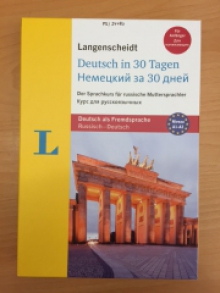 Langenscheidt
Deutsch in 30 Tagen
Немецкий за 30 дней
Der Sprachkurs für russische Muttersprachler
Курс для русскоязычных
L
Deutsch als Fremdsprache
Russisch - Deutsch